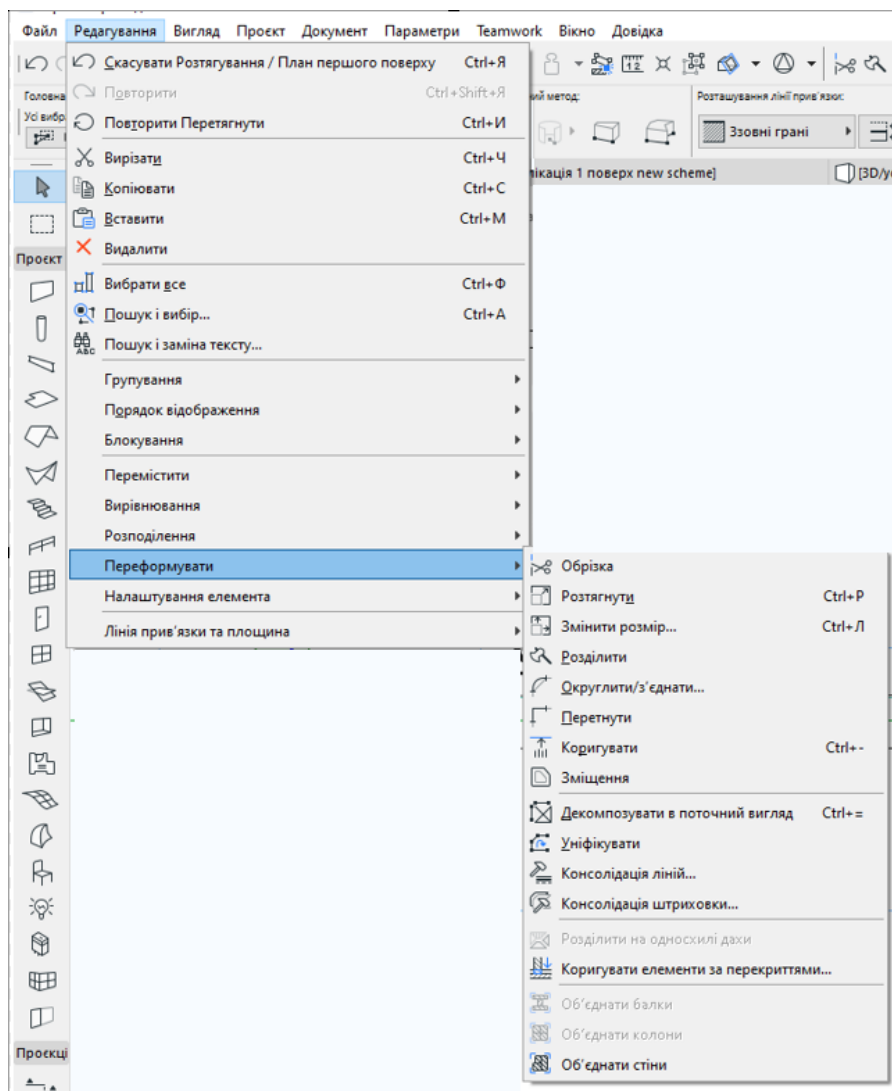 Файл Редагування Вигляд Проєкт Документ Параметри Teamwork Вікно Довідка
Скасувати Розтягування / План першого поверху Ctrl+Я
Головна
Повторити Ctrl+Shift+Я
метод:
Розташування лінії прив'язки:
Усі
Повторити Перетягнути Ctrl+И
Ззовні грані
Вирізати Ctrl+Ч
1 поверх new scheme]
Копіювати Ctrl+C
Вставити Ctrl+M
Видалити
Проєкт
Вибрати все Ctrl+Ф
Пошук і вибір... Ctrl+A
ABC
Пошук і заміна тексту...
Групування
Порядок відображення
Блокування
Перемістити
Вирівнювання
Розподілення
Переформувати
Налаштування елемента
Лінія прив'язки та площина
Обрізка
Розтягнути Ctrl+P
Змінити розмір... Ctrl+Л
Розділити
Округлити/з'єднати...
Перетнути
Коригувати Ctrl+-
Зміщення
Декомпозувати в поточний вигляд Ctrl+=
Уніфікувати
Консолідація ліній...
Консолідація штриховки...
Розділити на односхилі дахи
Коригувати елементи за перекриттями...
Об'єднати балки
Об'єднати колони
Об'єднати стіни